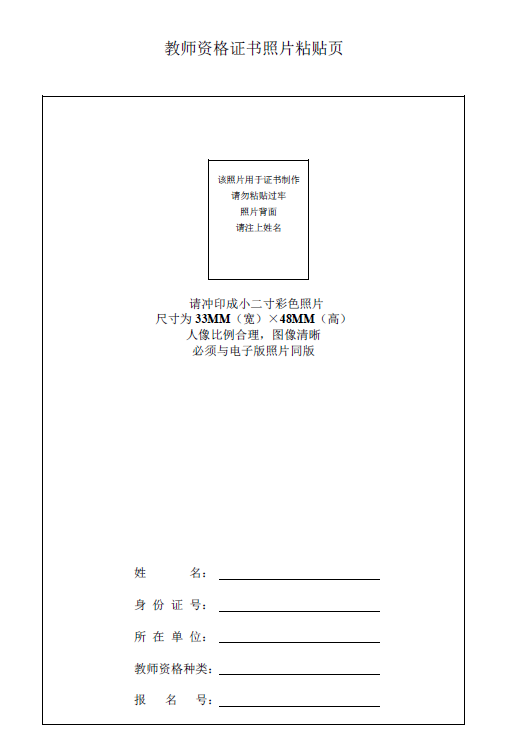 教师资格证书照片粘贴页
该照片用于证书制作
请勿粘贴过牢
照片背面
请注上姓名
请冲印成小二寸彩色照片
尺寸为 33MM（宽）×48MM（高）
人像比例合理，图像清晰
必须与电子版照片同版
姓 名：
身 份 证 号：
所 在 单 位：
教师资格种类：
报 名 号：